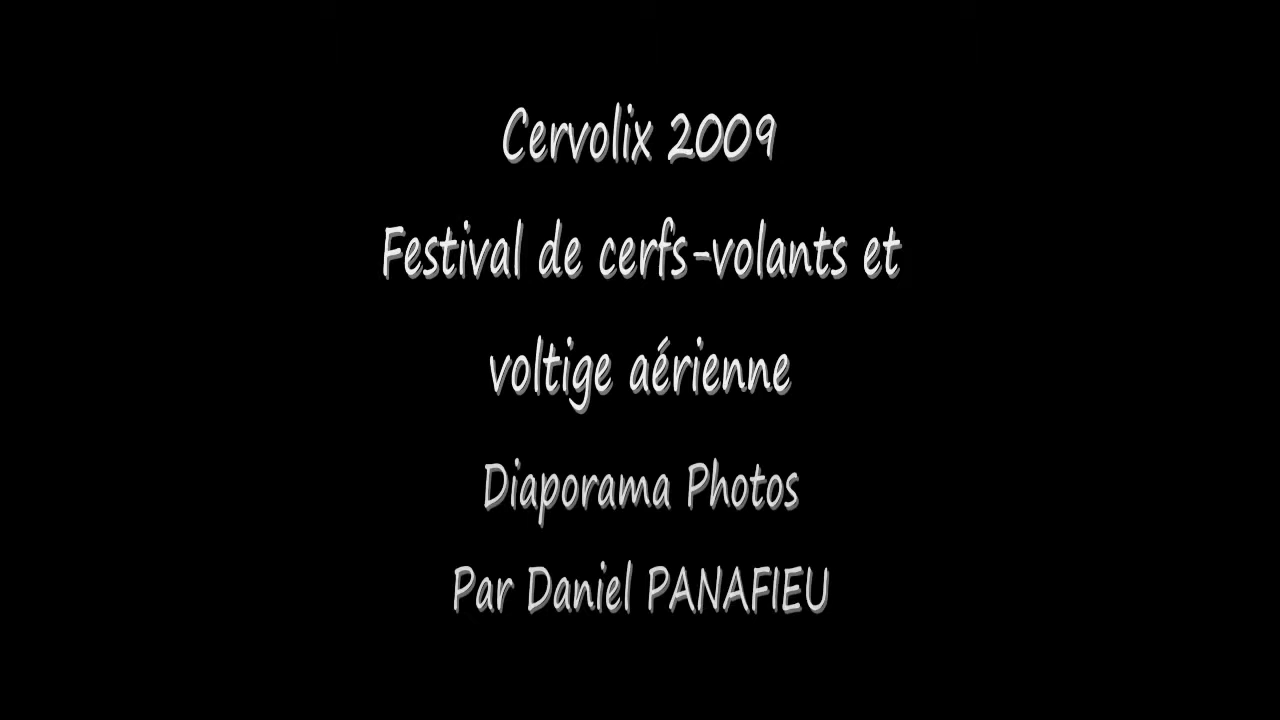 Cervolix 2009
Festival de cerfs-volants et
voltige aérienne
Diaporama Photos
Par Daniel PANAFIEU